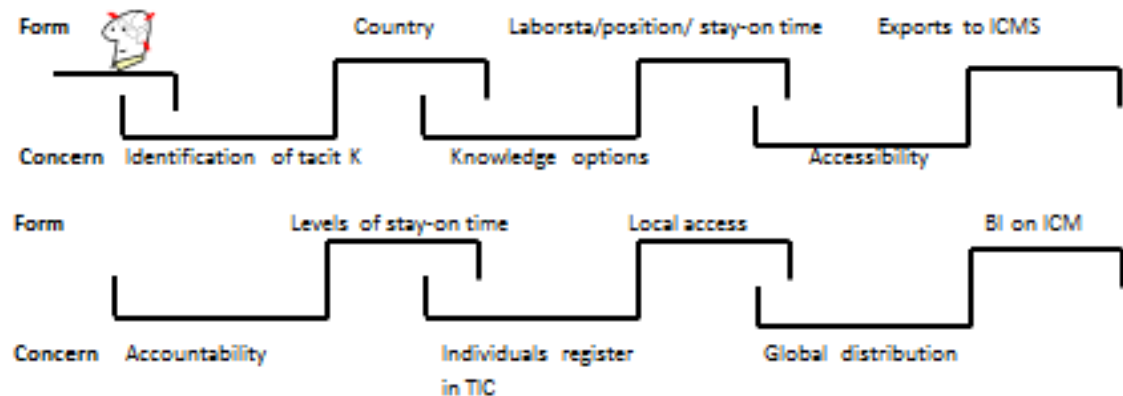 Form Country Laborsta/position/ stay-on time Exports to ICMS
Concern Identification of tacit K Knowledge options Accessibility
Form Levels of stay-on time Local access BI on ICM
Concern Accountability Individuals register Global distribution
in TIC